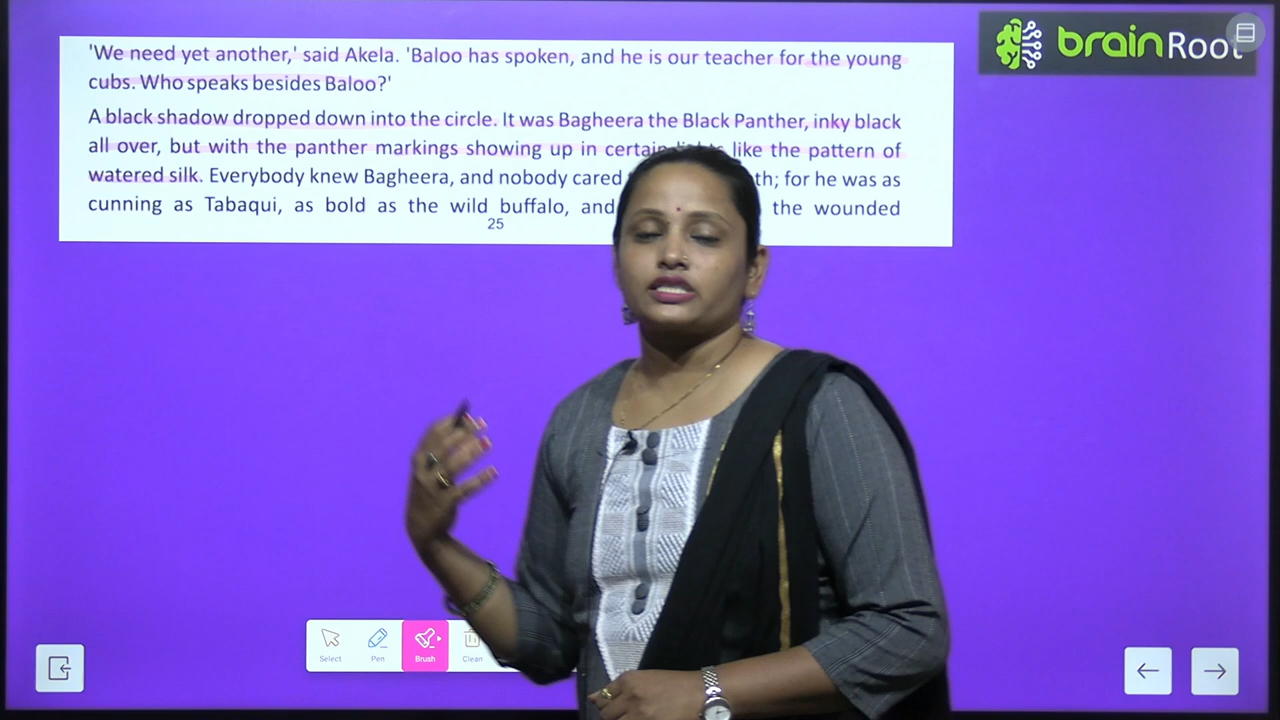 'We need yet another,' said Akela. 'Baloo has spoken, and he is our teacher for the young
cubs. Who speaks besides Baloo?'
A black shadow dropped down into the circle. It was Bagheera the Black Panther, inky black
all over, but with the panther markings showing up in certain like the pattern of
watered silk. Everybody knew Bagheera, and nobody cared th; for he was as
cunning as Tabaqui, as bold as the wild buffalo, and the wounded
25
brainRoot
Select
Pen
Brush
Clean